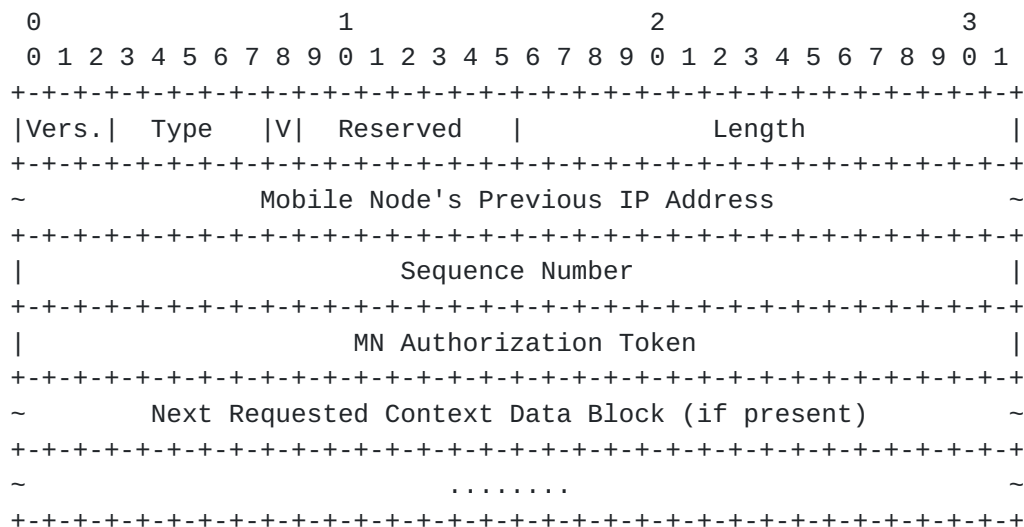 0                   1                   2                   3
 0 1 2 3 4 5 6 7 8 9 0 1 2 3 4 5 6 7 8 9 0 1 2 3 4 5 6 7 8 9 0 1
+-+-+-+-+-+-+-+-+-+-+-+-+-+-+-+-+-+-+-+-+-+-+-+-+-+-+-+-+-+-+-+-+
|Vers.|  Type   |V|  Reserved   |            Length             |
+-+-+-+-+-+-+-+-+-+-+-+-+-+-+-+-+-+-+-+-+-+-+-+-+-+-+-+-+-+-+-+-+
~               Mobile Node's Previous IP Address               ~
+-+-+-+-+-+-+-+-+-+-+-+-+-+-+-+-+-+-+-+-+-+-+-+-+-+-+-+-+-+-+-+-+
|                        Sequence Number                        |
+-+-+-+-+-+-+-+-+-+-+-+-+-+-+-+-+-+-+-+-+-+-+-+-+-+-+-+-+-+-+-+-+
|                     MN Authorization Token                    |
+-+-+-+-+-+-+-+-+-+-+-+-+-+-+-+-+-+-+-+-+-+-+-+-+-+-+-+-+-+-+-+-+
~        Next Requested Context Data Block (if present)         ~
+-+-+-+-+-+-+-+-+-+-+-+-+-+-+-+-+-+-+-+-+-+-+-+-+-+-+-+-+-+-+-+-+
~                           ........                            ~
+-+-+-+-+-+-+-+-+-+-+-+-+-+-+-+-+-+-+-+-+-+-+-+-+-+-+-+-+-+-+-+-+